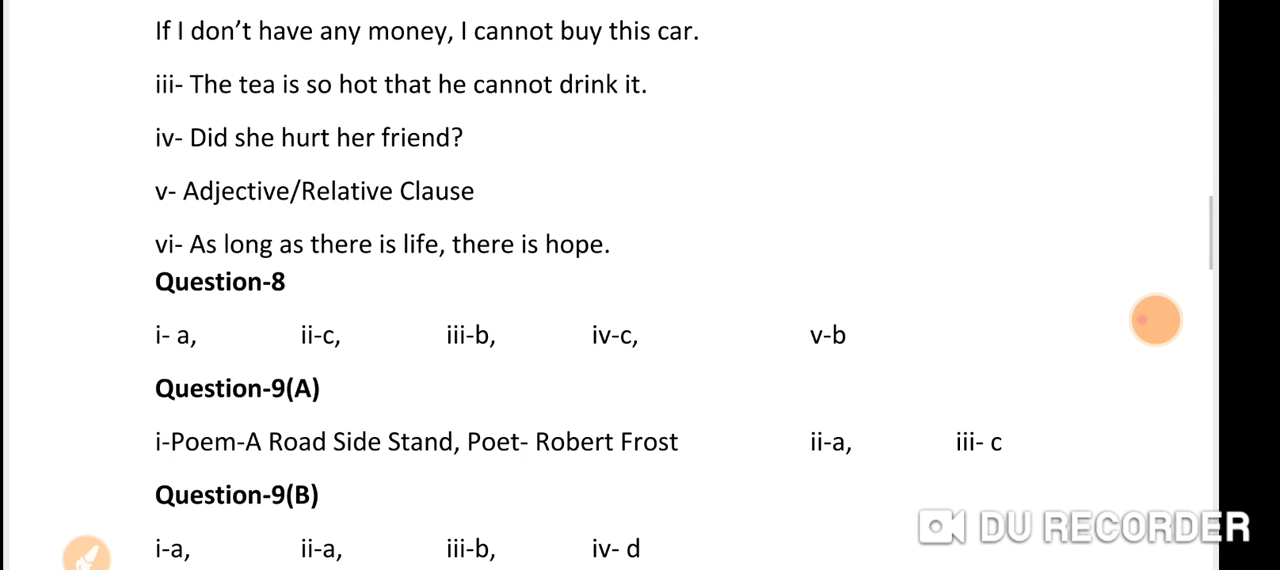 If I don’t have any money, I cannot buy this car.
iii- The tea is so hot that he cannot drink it.
iv- Did she hurt her friend?
v- Adjective/Relative Clause
vi- As long as there is life, there is hope.
Question-8
i- a, ii-c, iii-b, iv-c, v-b
Question-9(A)
i-Poem-A Road Side Stand, Poet- Robert Frost ii-a, iii- c
Question-9(B)
DU RECORDER
i-a, ii-a, iii-b, iv- d